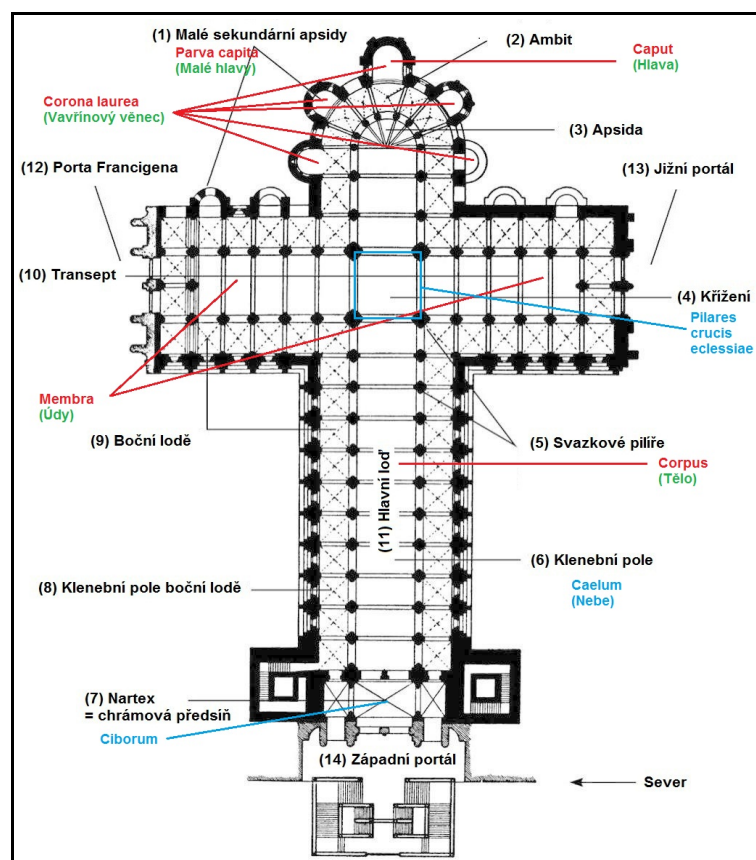 (1) Malé sekundární apsidy
Parva capita
(Malé hlavy)
(2) Ambit
Caput
(Hlava)
Corona laurea
(Vavřínový věnec)
(3) Apsida
(12) Porta Francigena
(13) Jižní portál
(10) Transept
(4) Křížení
Pilares
crucis
eclessiae
Membra
(Údy)
(9) Boční lodě
(5) Svazkové pilíře
Corpus
(Tělo)
(11) Hlavní loď
(6) Klenební pole
Caelum
(Nebe)
(8) Klenební pole boční lodě
(7) Nartex
= chrámová předsíň
Ciborum
(14) Západní portál
Sever